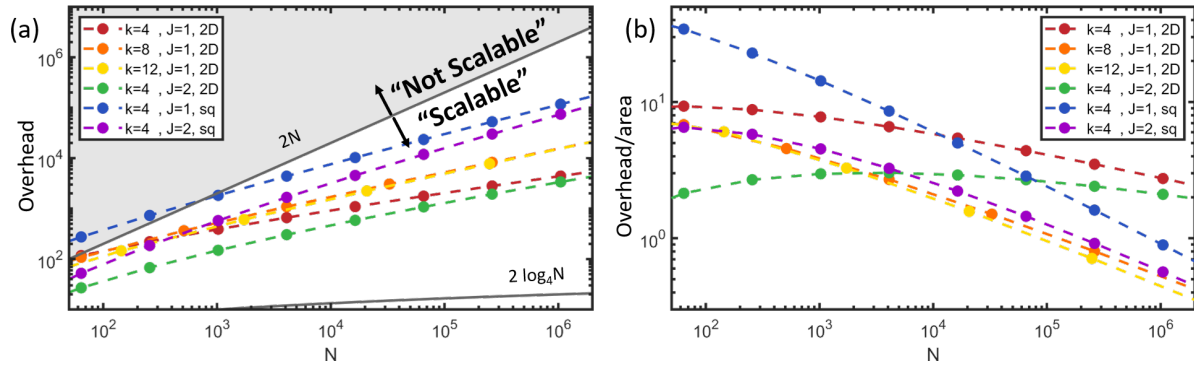 (a)
k=4 , J=1, 2D
k=8 , J=1, 2D
k=12, J=1, 2D
k=4 , J=2, 2D
k=4 , J=1, sq
k=4 , J=2, sq
"Not Scalable"
"Scalable"
2N
2 log4N
Overhead
10^6
10^4
10^2
10^2
10^3
10^4
10^5
10^6
N
(b)
k=4 , J=1, 2D
k=8 , J=1, 2D
k=12, J=1, 2D
k=4 , J=2, 2D
k=4 , J=1, sq
k=4 , J=2, sq
Overhead/area
10^1
10^0
10^2
10^3
10^4
10^5
10^6
N